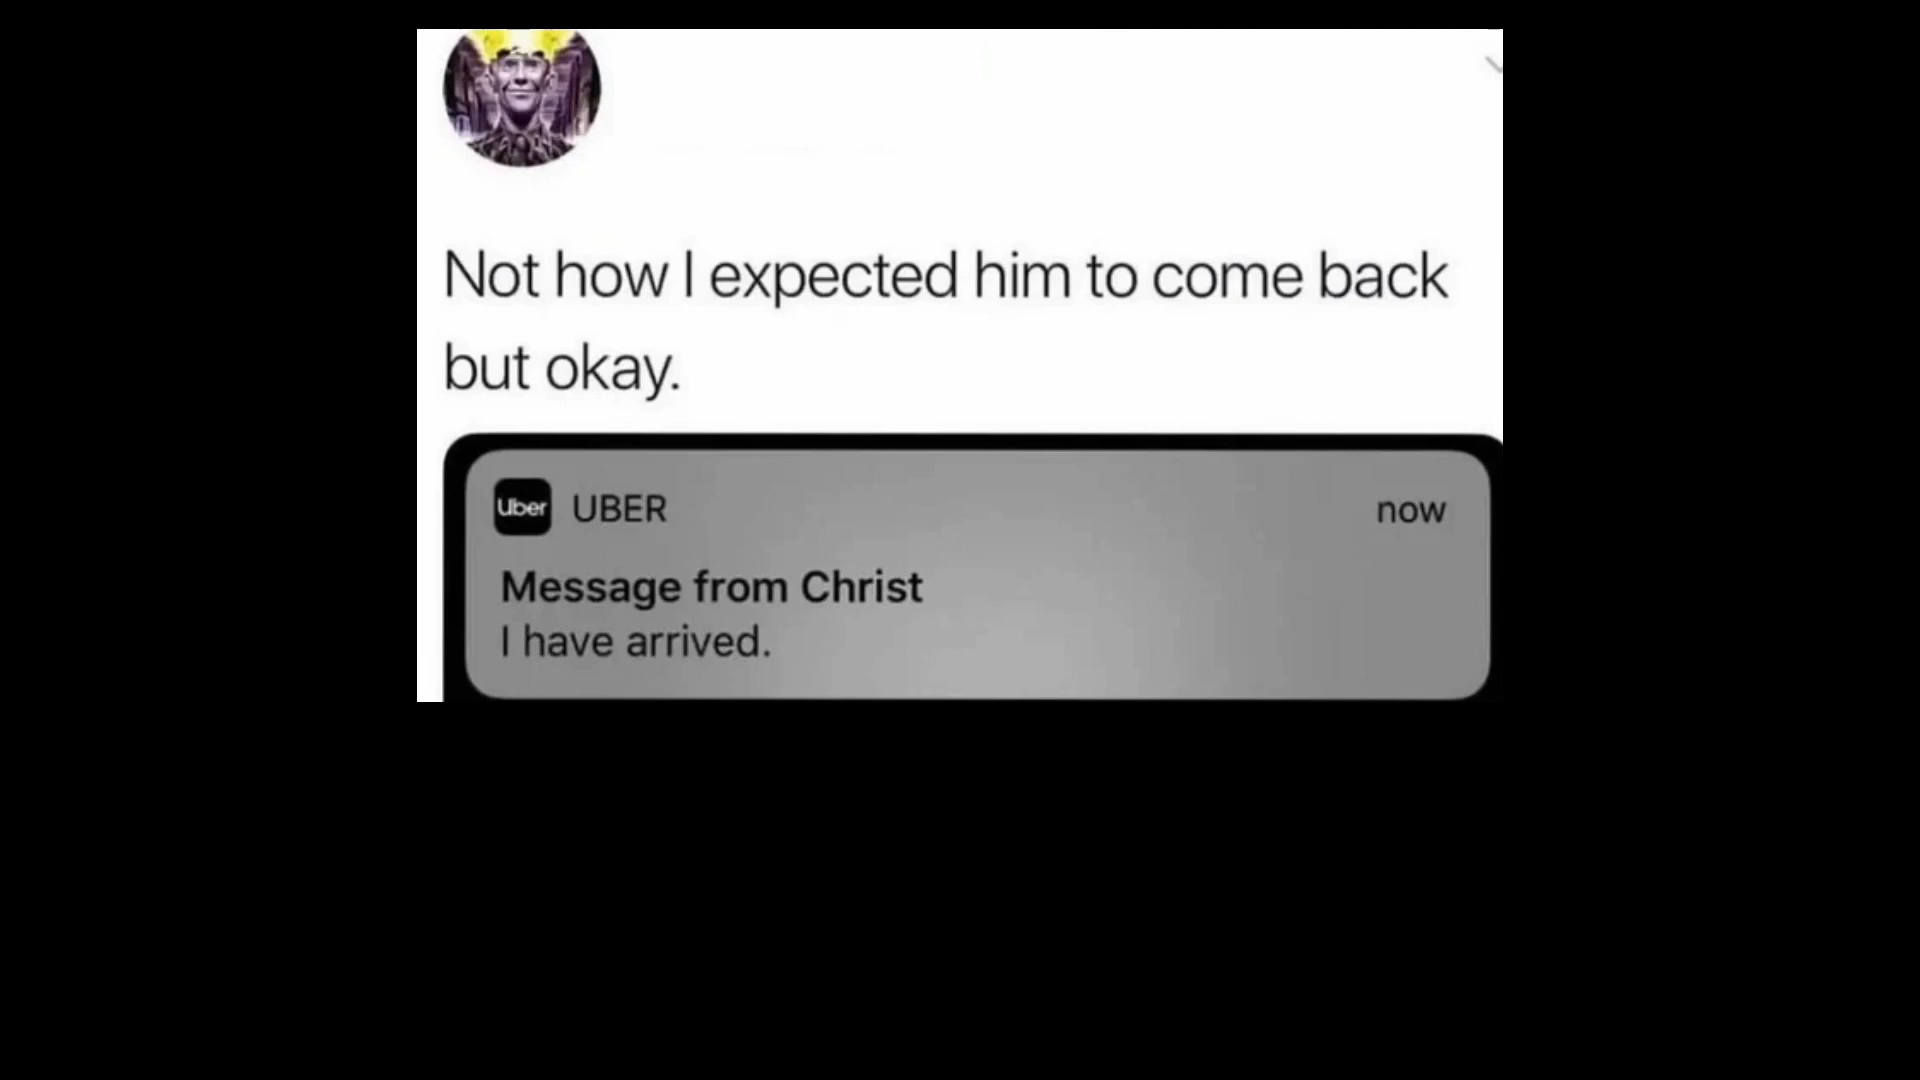 Not how I expected him to come back
but okay.
Uber UBER now
Message from Christ
I have arrived.